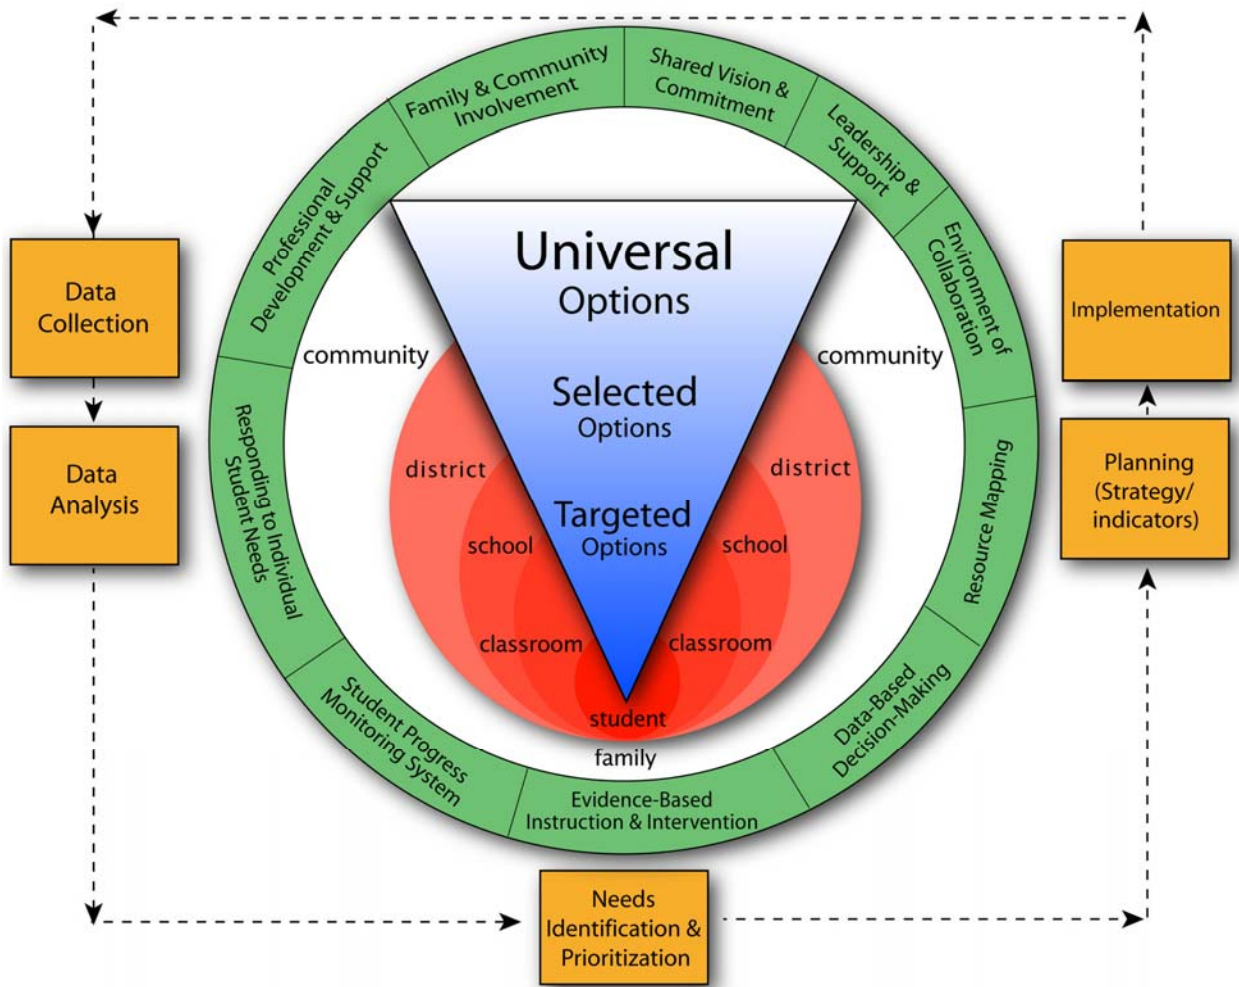 Family & Community
Involvement
Shared Vision &
Commitment
Leadership &
Support
Environment of
Collaboration
Resource Mapping
Data-Based
Decision-Making
Evidence-Based
Instruction & Intervention
Student Progress
Monitoring System
Responding to Individual
Student Needs
Professional
Development & Support
Universal
Options
Selected
Options
Targeted
Options
community
community
district
district
school
school
classroom
classroom
student
family
Data
Collection
Data
Analysis
Needs
Identification &
Prioritization
Planning
(Strategy/
indicators)
Implementation